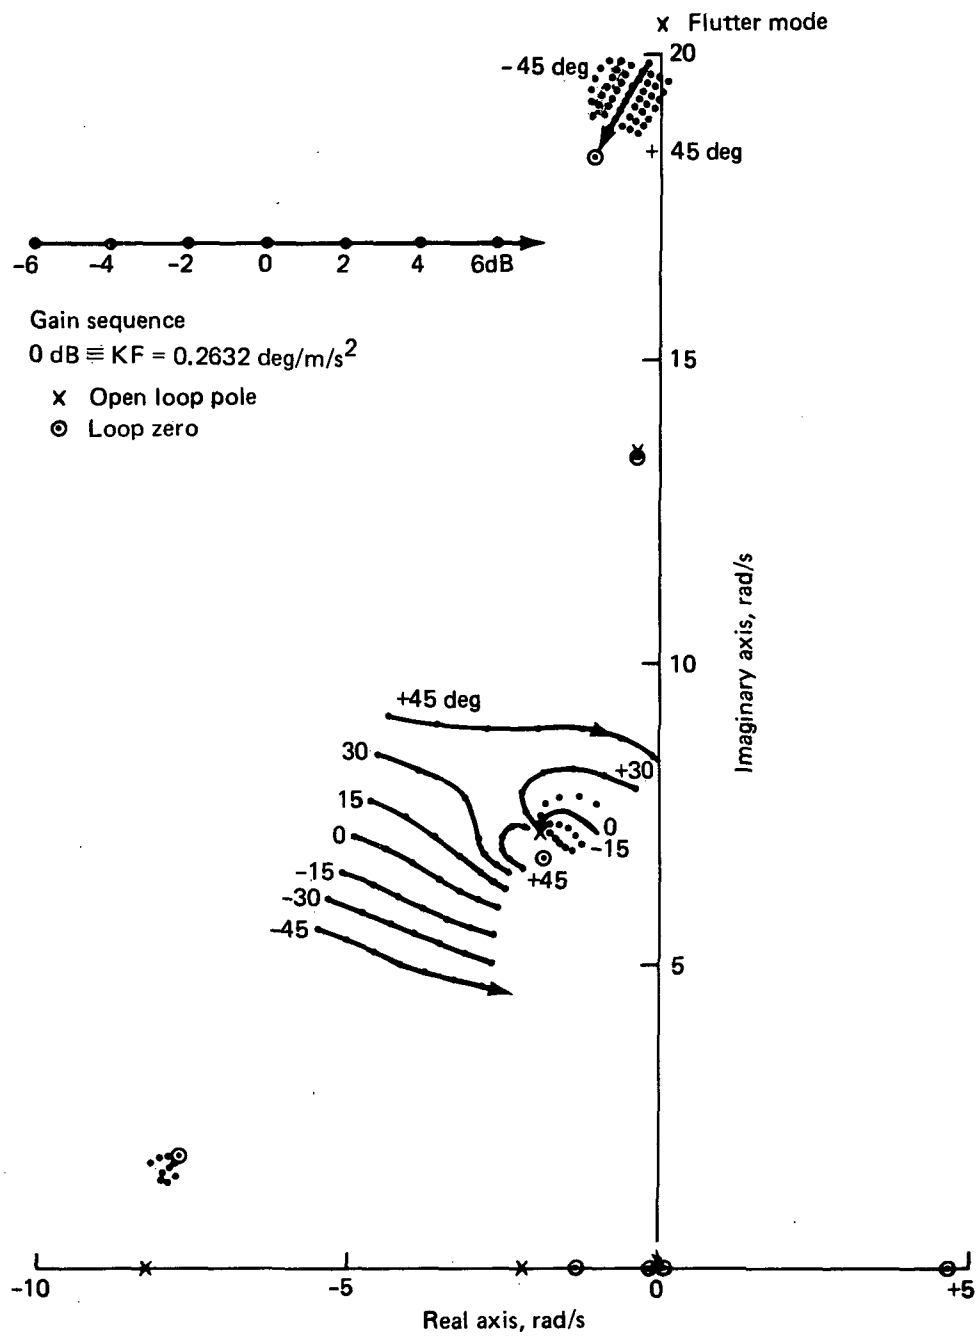 x Flutter mode
20
-45 deg
+ 45 deg
-6 -4 -2 0 2 4 6dB
Gain sequence
0 dB ≡ KF = 0.2632 deg/m/s²
x Open loop pole
⊙ Loop zero
15
Imaginary axis, rad/s
10
+45 deg
30
+30
15
0
0
-15
-15
+45
-30
-45
5
-10 -5 0 +5
Real axis, rad/s